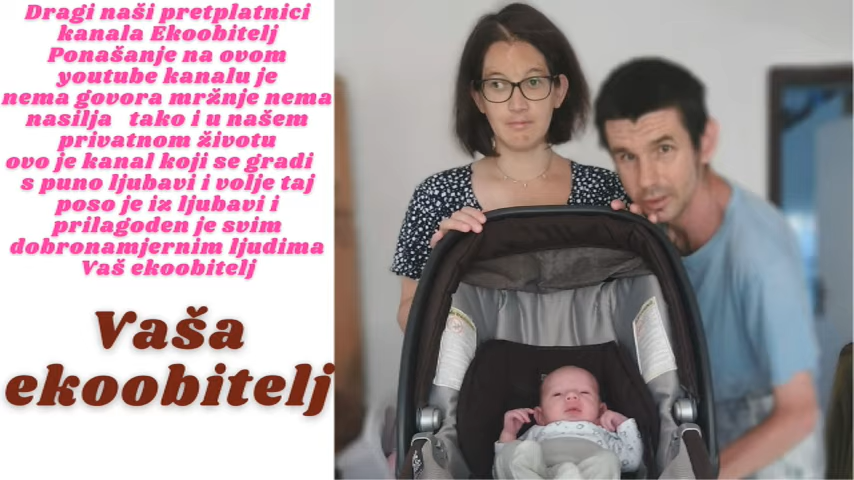 Dragi naši pretplatnici
kanala Ekoobitelj
Ponašanje na ovom
youtube kanalu je
nema govora mržnje nema
nasilja tako i u našem
privatnom životu
ovo je kanal koji se gradi
s puno ljubavi i volje taj
poso je iz ljubavi i
prilagođen je svim
dobronamjernim ljudima
Vaš ekoobitelj
Vaša
ekoobitelj